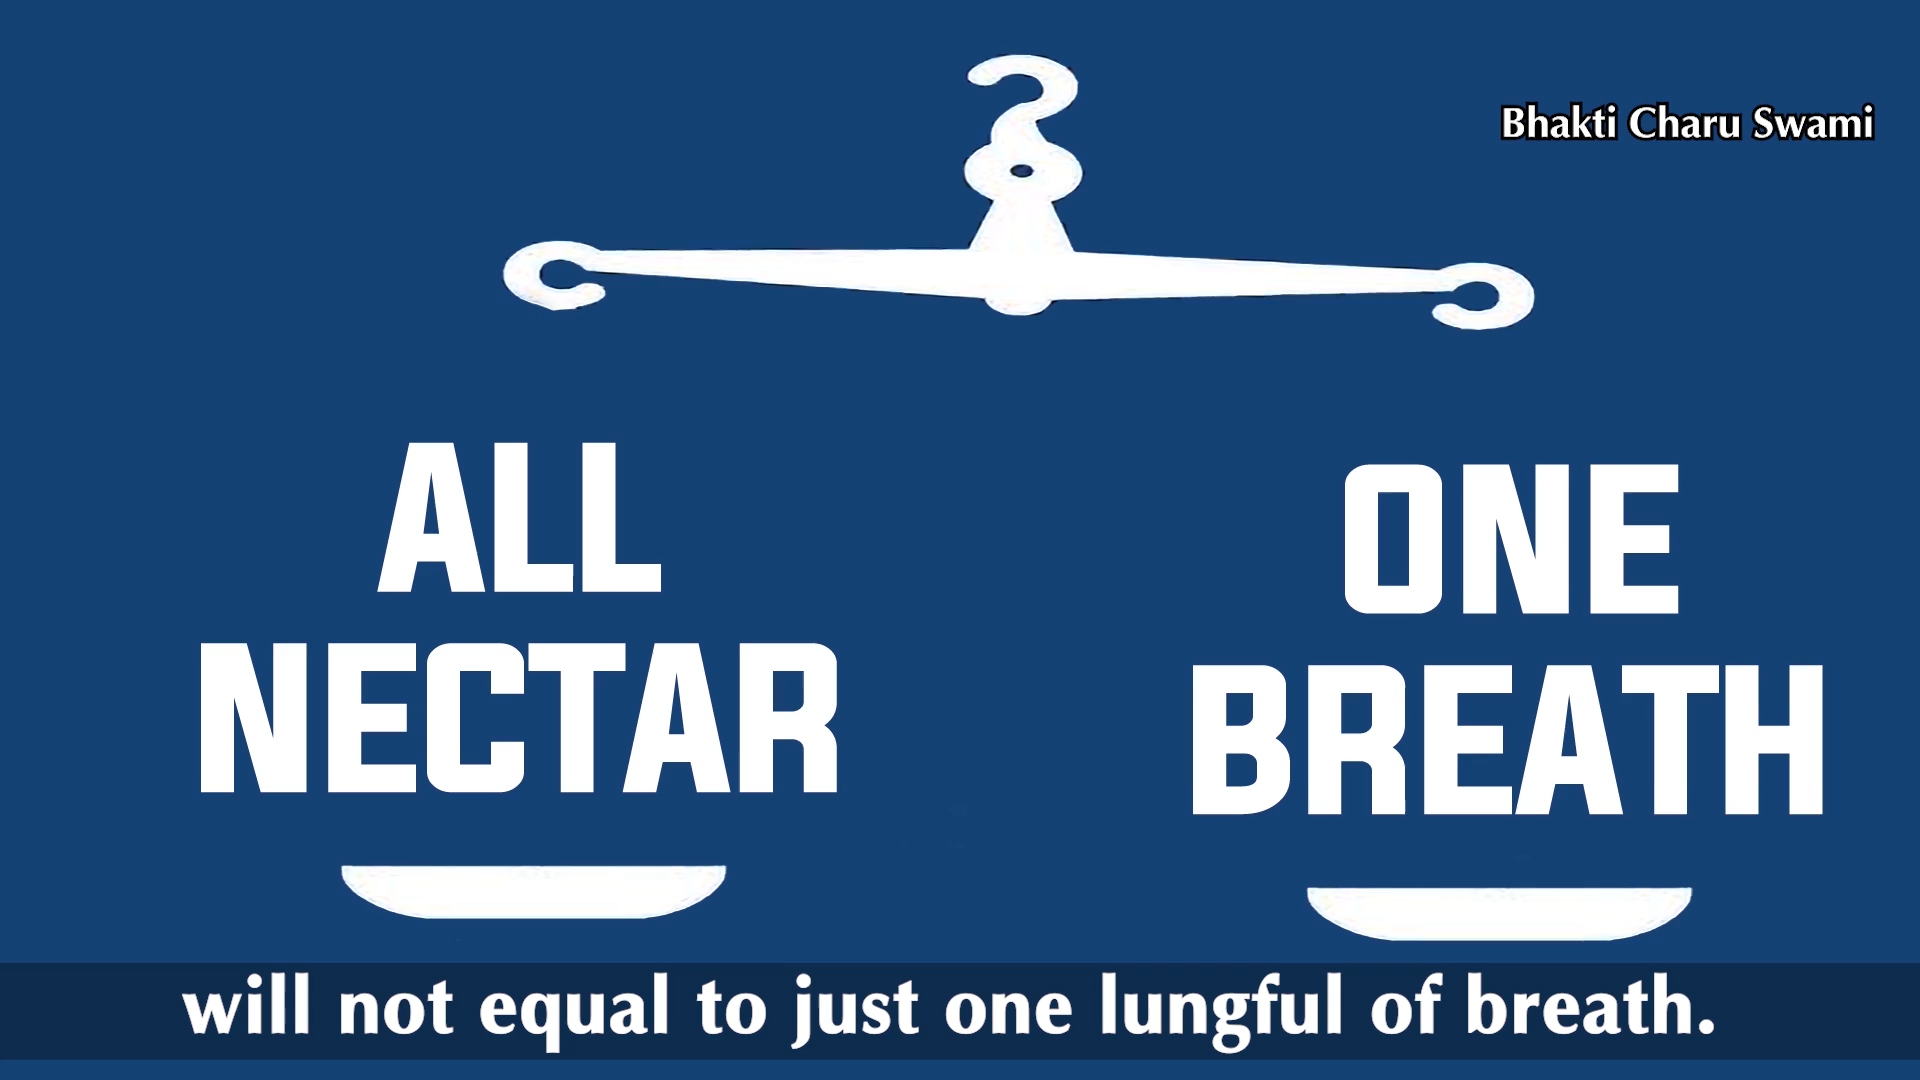 Bhakti Charu Swami
ALL
NECTAR
ONE
BREATH
will not equal to just one lungful of breath.